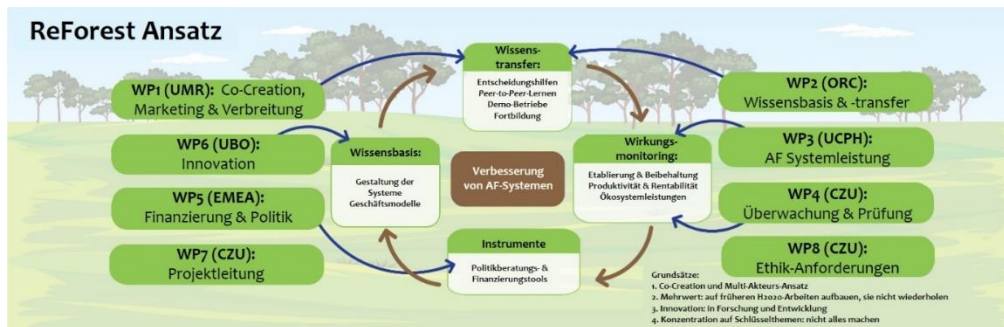 ReForest Ansatz
WP1 (UMR): Co-Creation,
Marketing & Verbreitung
WP6 (UBO):
Innovation
WP5 (EMEA):
Finanzierung & Politik
WP7 (CZU):
Projektleitung
Wissens-
transfer:
Entscheidungshilfen
Peer-to-Peer-Lernen
Demo-Betriebe
Fortbildung
Wissensbasis:
Gestaltung der
Systeme
Geschäftsmodelle
Verbesserung
von AF-Systemen
Wirkungs-
monitoring:
Etablierung & Beibehaltung
Produktivität & Rentabilität
Ökosystemleistungen
Instrumente
Politikberatungs- &
Finanzierungstools
WP2 (ORC):
Wissensbasis & -transfer
WP3 (UCPH):
AF Systemleistung
WP4 (CZU):
Überwachung & Prüfung
WP8 (CZU):
Ethik-Anforderungen
Grundsätze:
1. Co-Creation und Multi-Akteurs-Ansatz
2. Mehrwert: auf früheren H2020-Arbeiten aufbauen, sie nicht wiederholen
3. Innovation: in Forschung und Entwicklung
4. Konzentration auf Schlüsselthemen: nicht alles machen